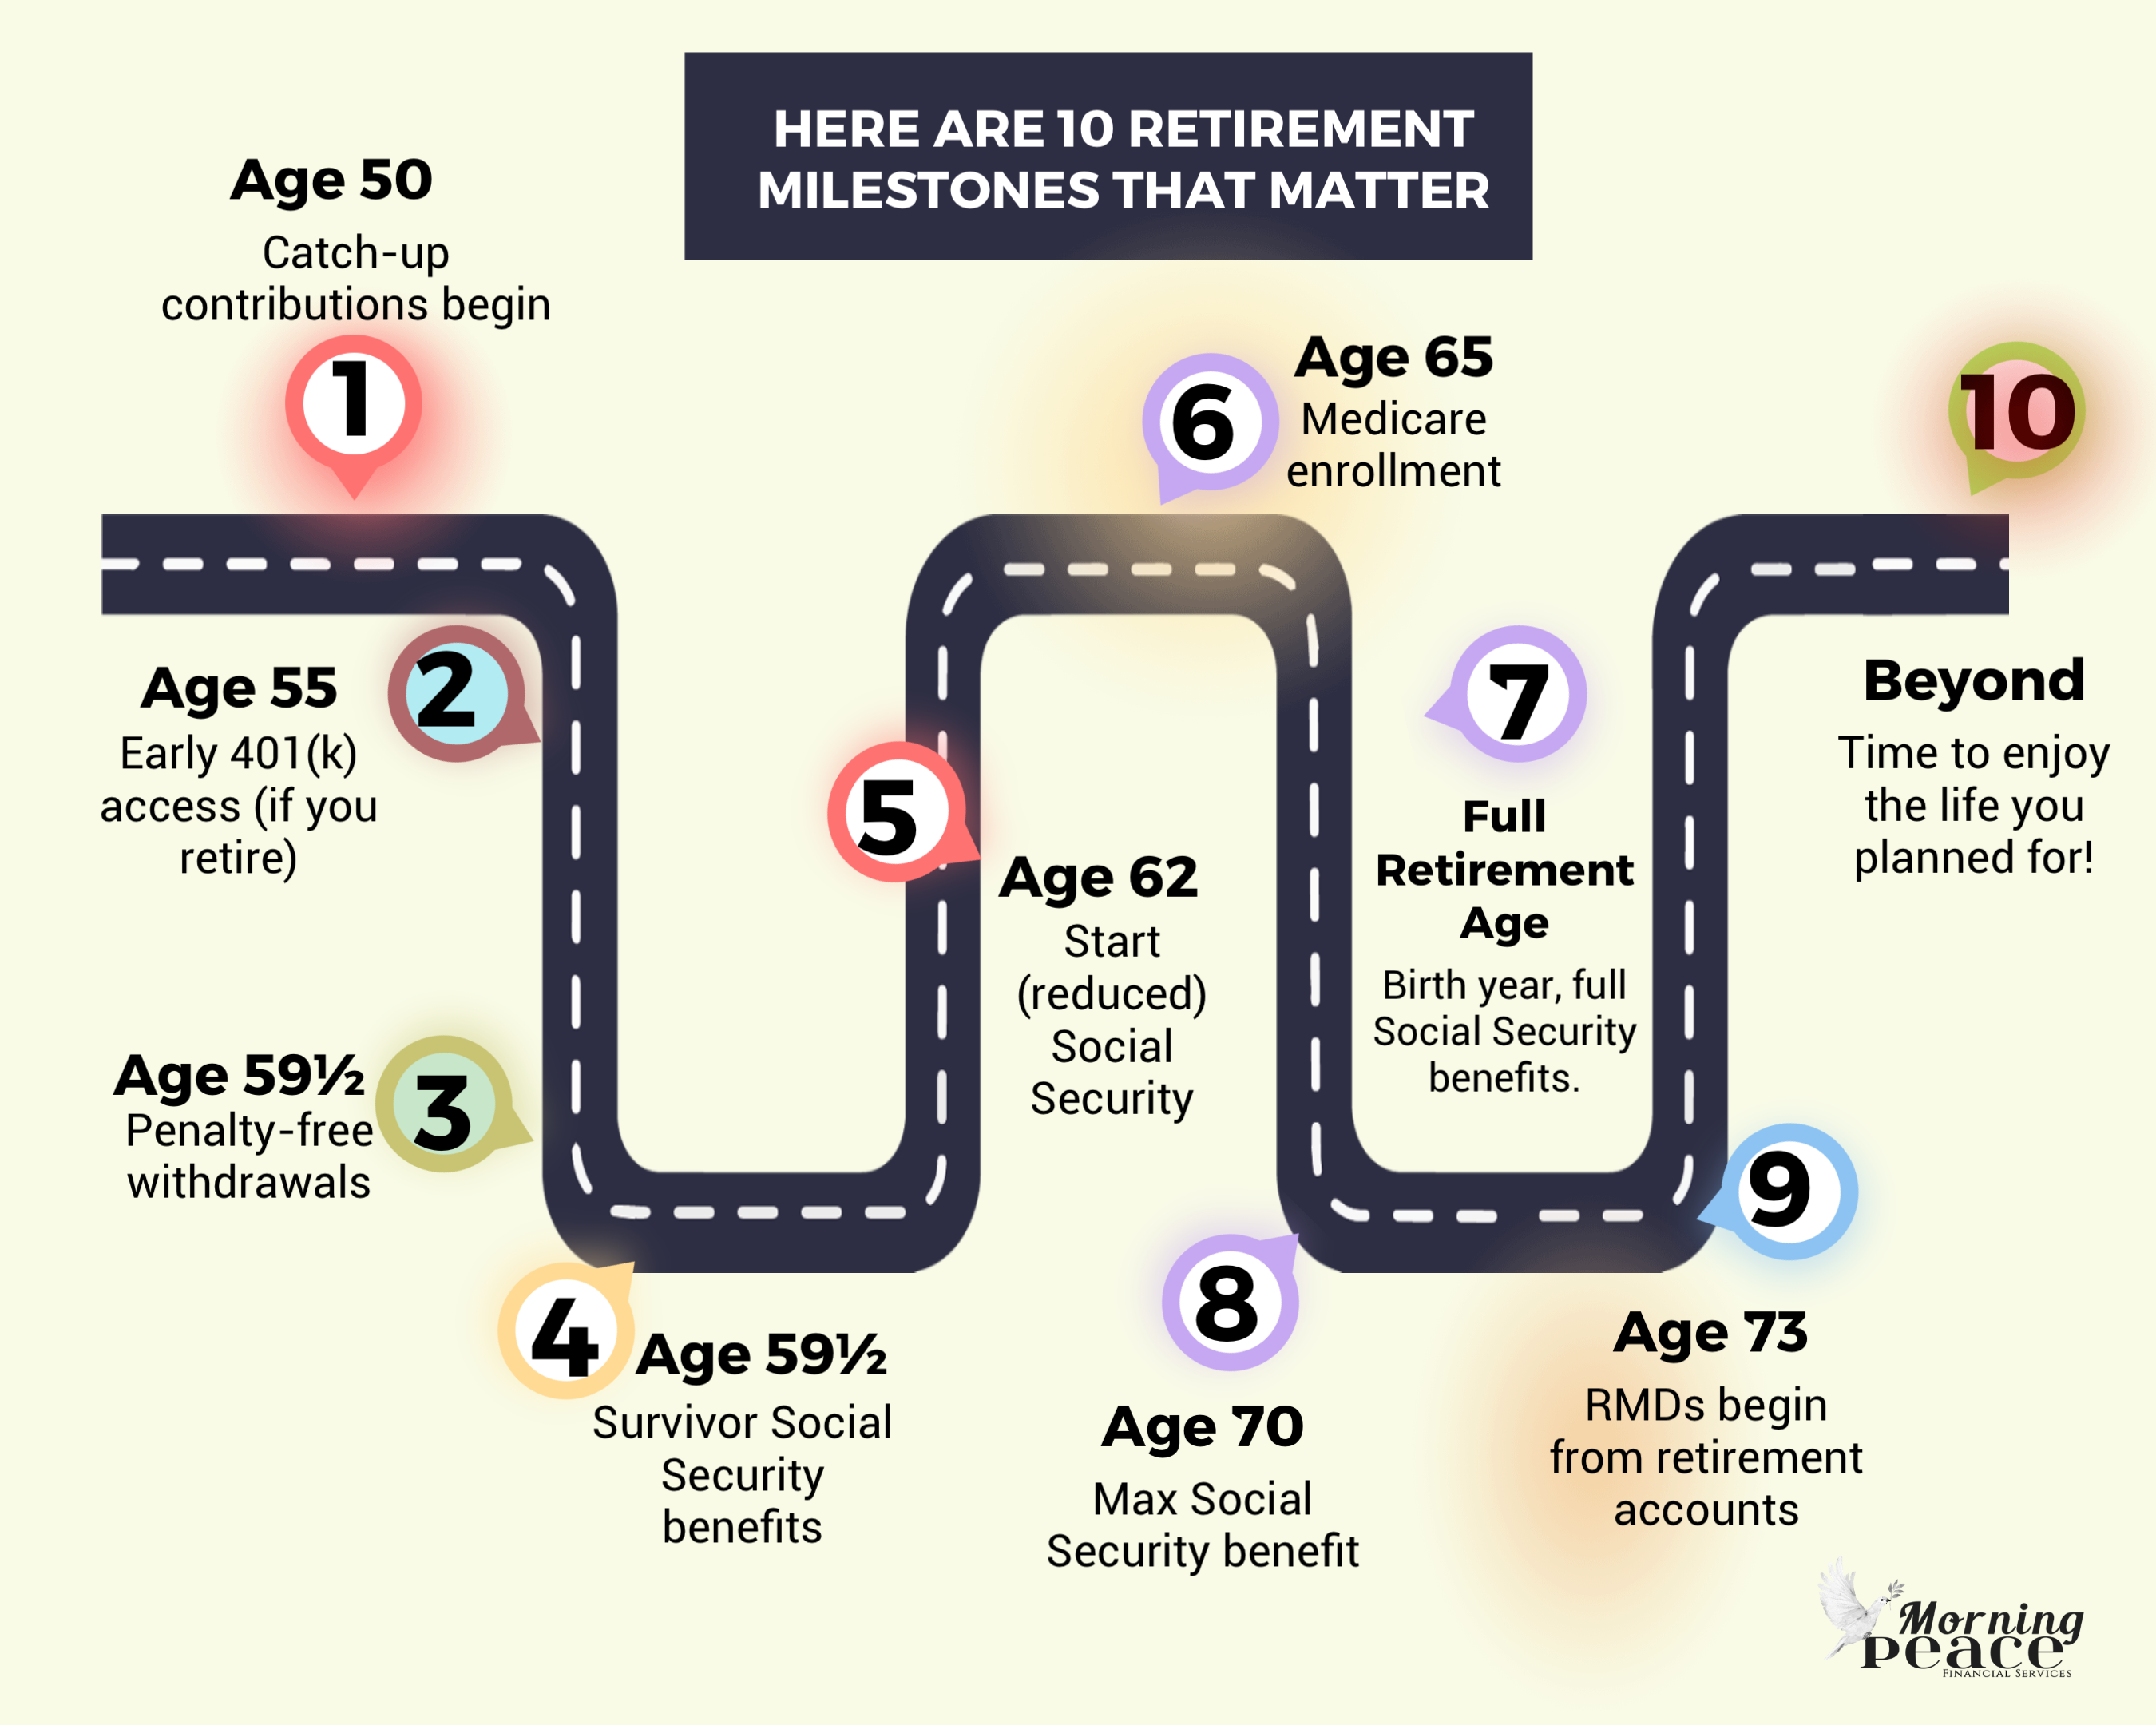 HERE ARE 10 RETIREMENT
MILESTONES THAT MATTER
Age 50
Catch-up
contributions begin
1
2
Age 55
Early 401(k)
access (if you
retire)
3
Age 59½
Penalty-free
withdrawals
4
Age 59½
Survivor Social
Security
benefits
5
Age 62
Start
(reduced)
Social
Security
6
Age 65
Medicare
enrollment
7
Full
Retirement
Age
Birth year, full
Social Security
benefits.
8
Age 70
Max Social
Security benefit
9
Age 73
RMDs begin
from retirement
accounts
10
Beyond
Time to enjoy
the life you
planned for!
Morning
Peace
FINANCIAL SERVICES